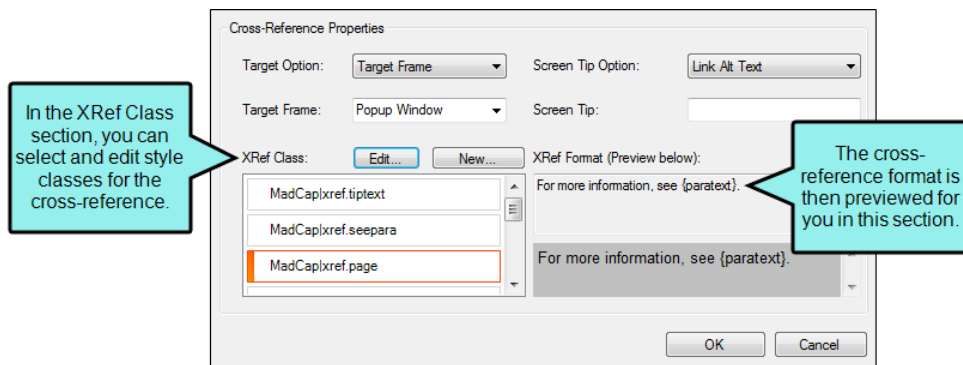 Cross-Reference Properties
Target Option: Target Frame Screen Tip Option: Link Alt Text
Target Frame: Popup Window Screen Tip:
XRef Class: Edit... New... XRef Format (Preview below):
In the XRef Class
section, you can
select and edit style
classes for the
cross-reference.
MadCap|xref.tiptext
MadCap|xref.seepara
MadCap|xref.page
For more information, see {paratext}.
For more information, see {paratext}.
The cross-
reference format is
then previewed for
you in this section.
OK Cancel